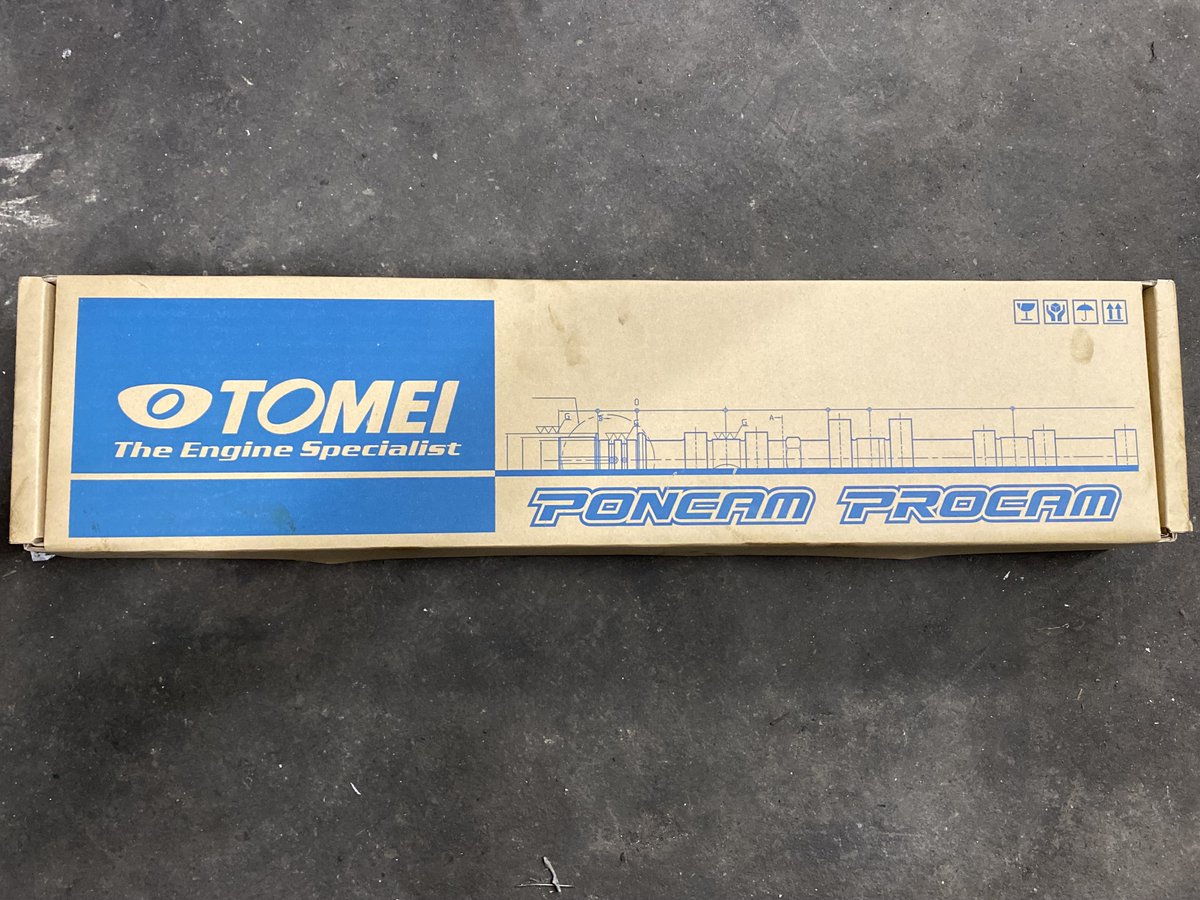 TOMEI
The Engine Specialist
PONCAM PROCAM